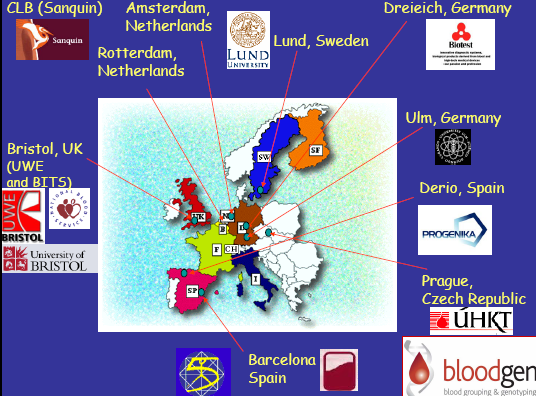 CLB (Sanquin)
Sanquin
Amsterdam,
Netherlands
Rotterdam,
Netherlands
LUND
UNIVERSITY
Lund, Sweden
Dreieich, Germany
Biotest
Ulm, Germany
Bristol, UK
(UWE
and BITS)
UWE
BRISTOL
University of
BRISTOL
Derio, Spain
PROGENIKA
Prague,
Czech Republic
ÚHKT
Barcelona
Spain
SW
SF
UK
N
B
D
F
CH
I
SP
bloodgen
blood grouping & genotyping